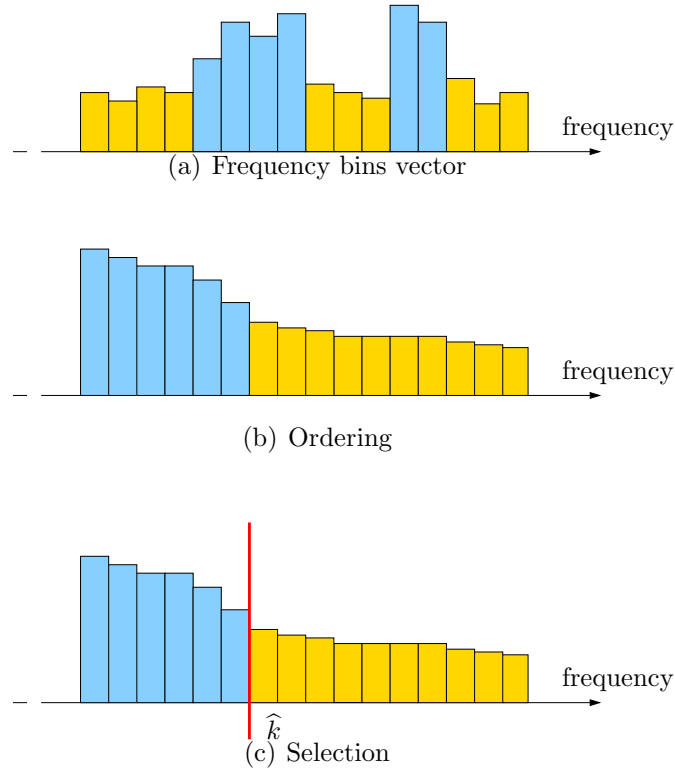 frequency
(a) Frequency bins vector
frequency
(b) Ordering
frequency
k̂
(c) Selection